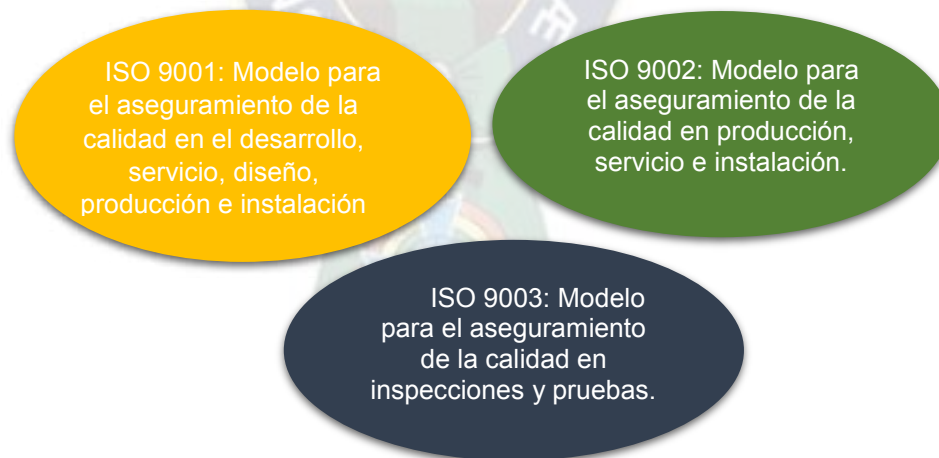 ISO 9001: Modelo para
el aseguramiento de la
calidad en el desarrollo,
servicio, diseño,
producción e instalación
ISO 9002: Modelo para
el aseguramiento de la
calidad en producción,
servicio e instalación.
ISO 9003: Modelo
para el aseguramiento
de la calidad en
inspecciones y pruebas.